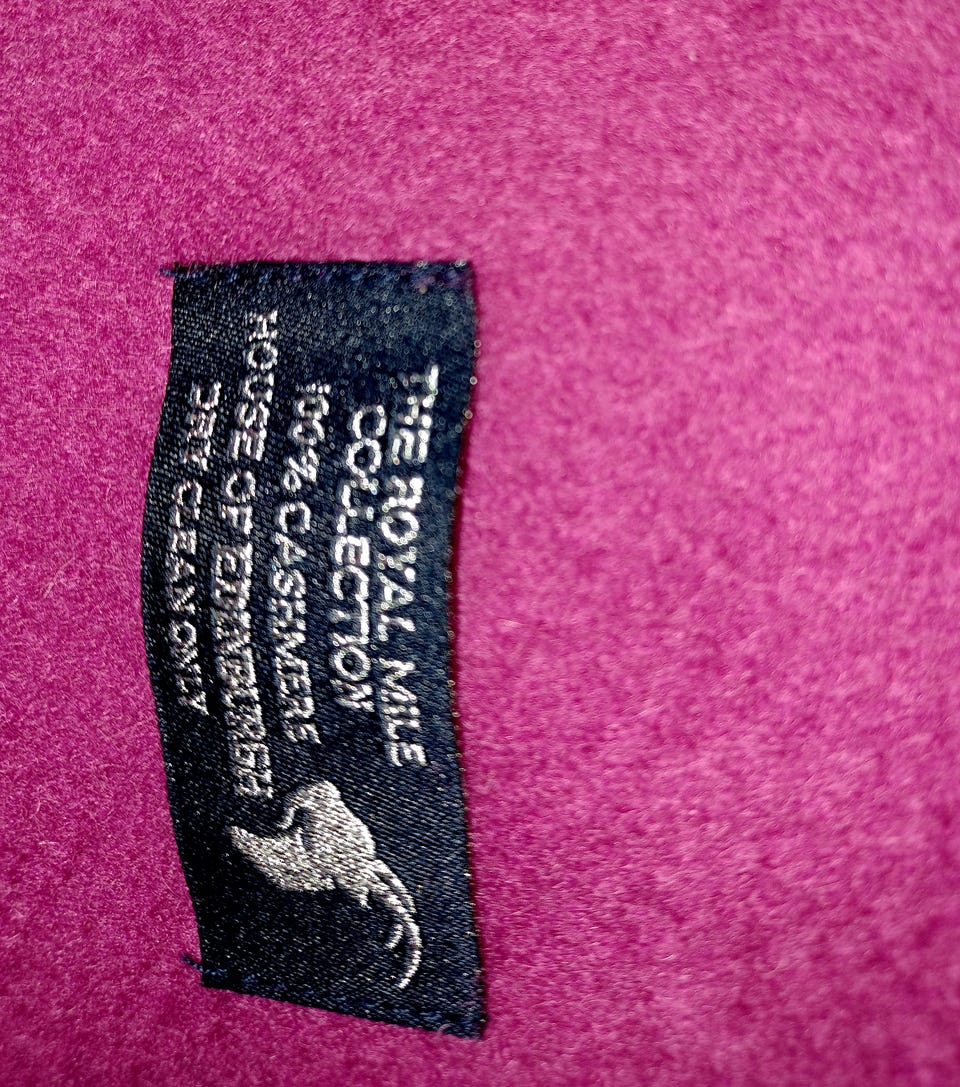 THE ROYAL MILE
COLLECTION
100% CASHMERE
HOUSE OF EDINBURGH
DRY CLEAN ONLY